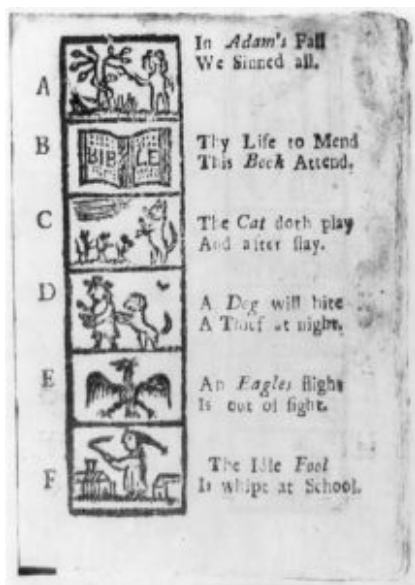 A
In Adam's Fall
We Sinned all.
B
BIBLE
Thy Life to Mend
This Book Attend.
C
The Cat doth play
And after slay.
D
A Dog will bite
A Thief at night.
E
An Eagles flight
Is out of sight.
F
The Idle Fool
Is whipt at School.